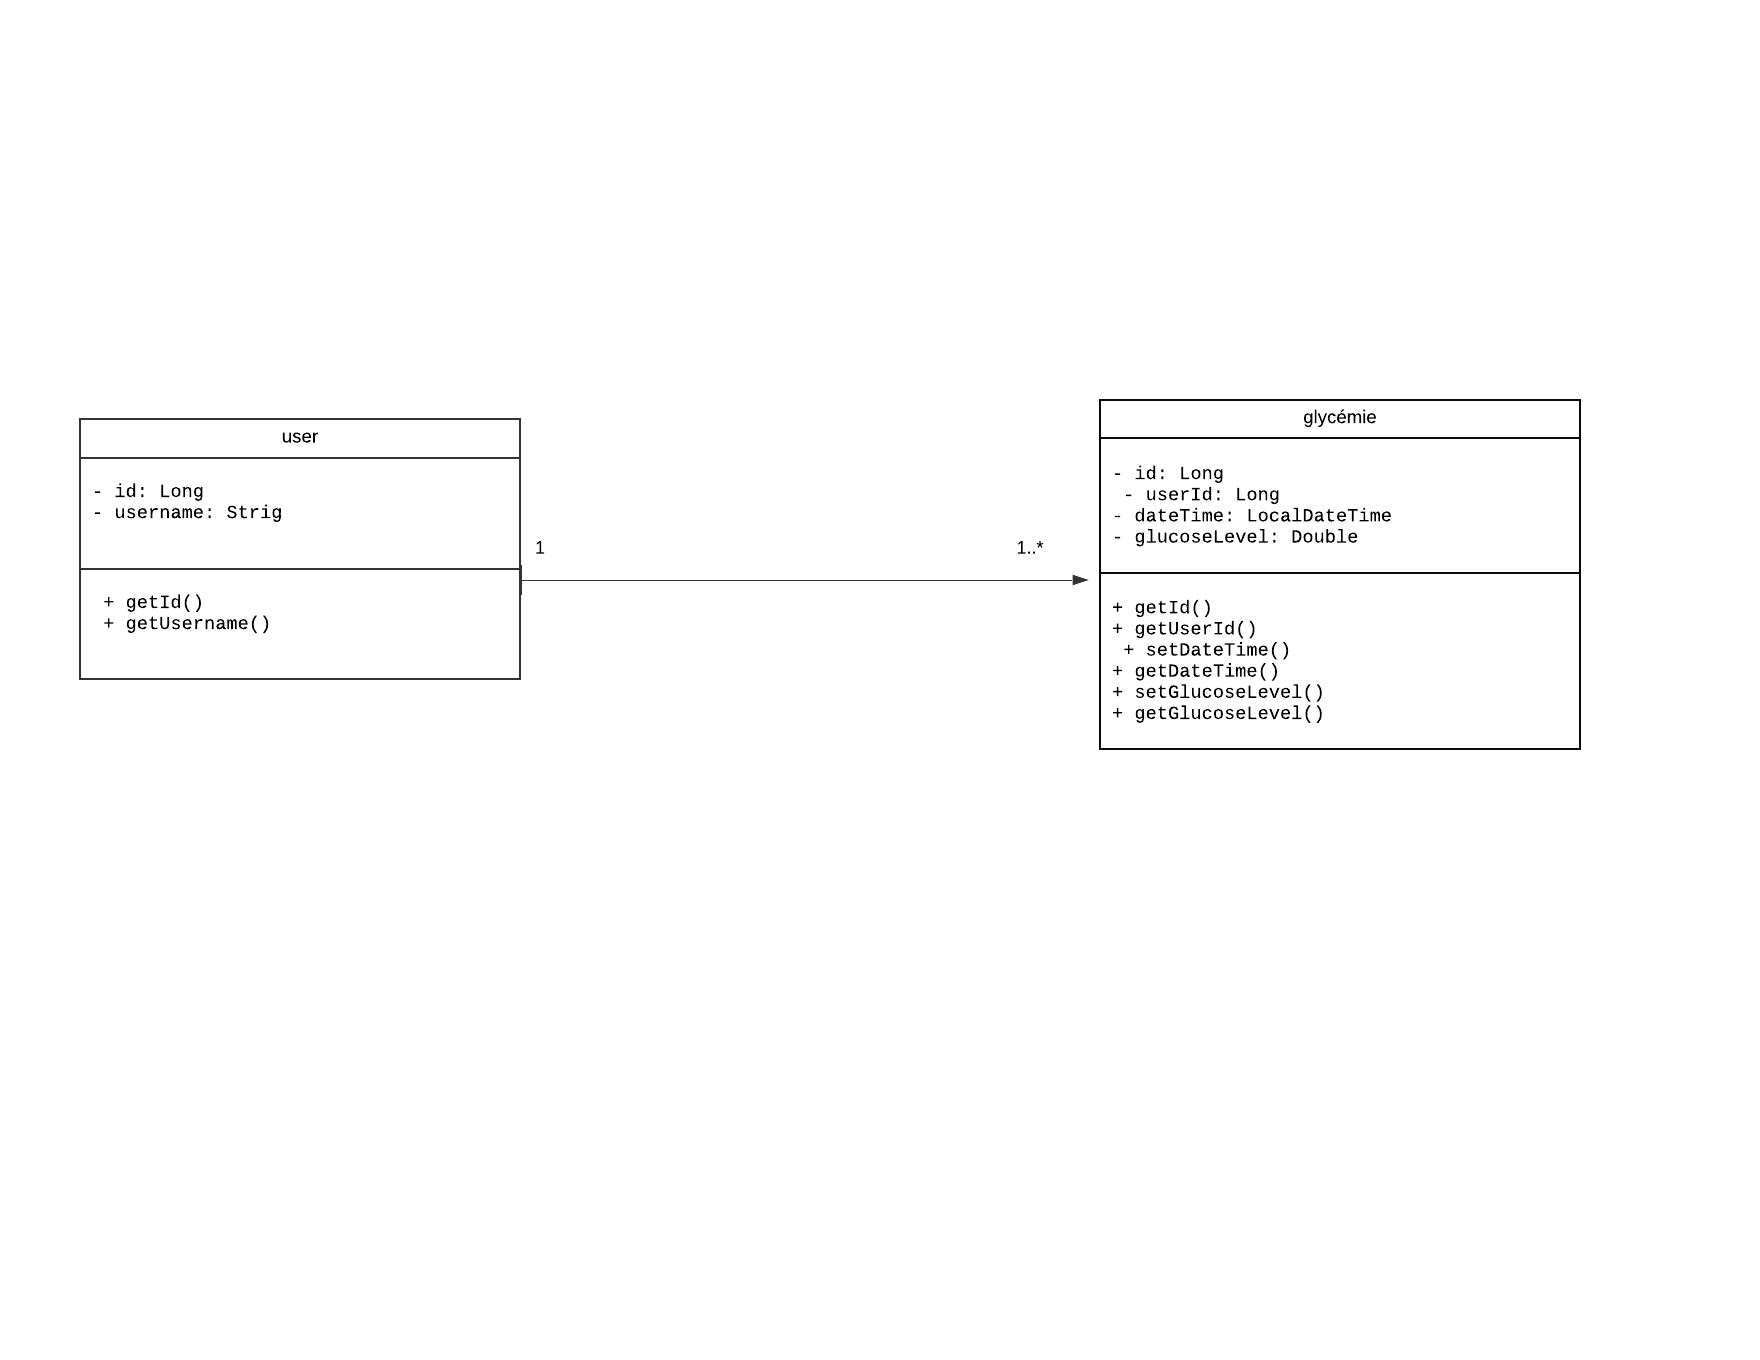 user
- id: Long
- username: Strig
+ getId()
+ getUsername()
1
1..*
glycémie
- id: Long
- userId: Long
- dateTime: LocalDateTime
- glucoseLevel: Double
+ getId()
+ getUserId()
+ setDateTime()
+ getDateTime()
+ setGlucoseLevel()
+ getGlucoseLevel()